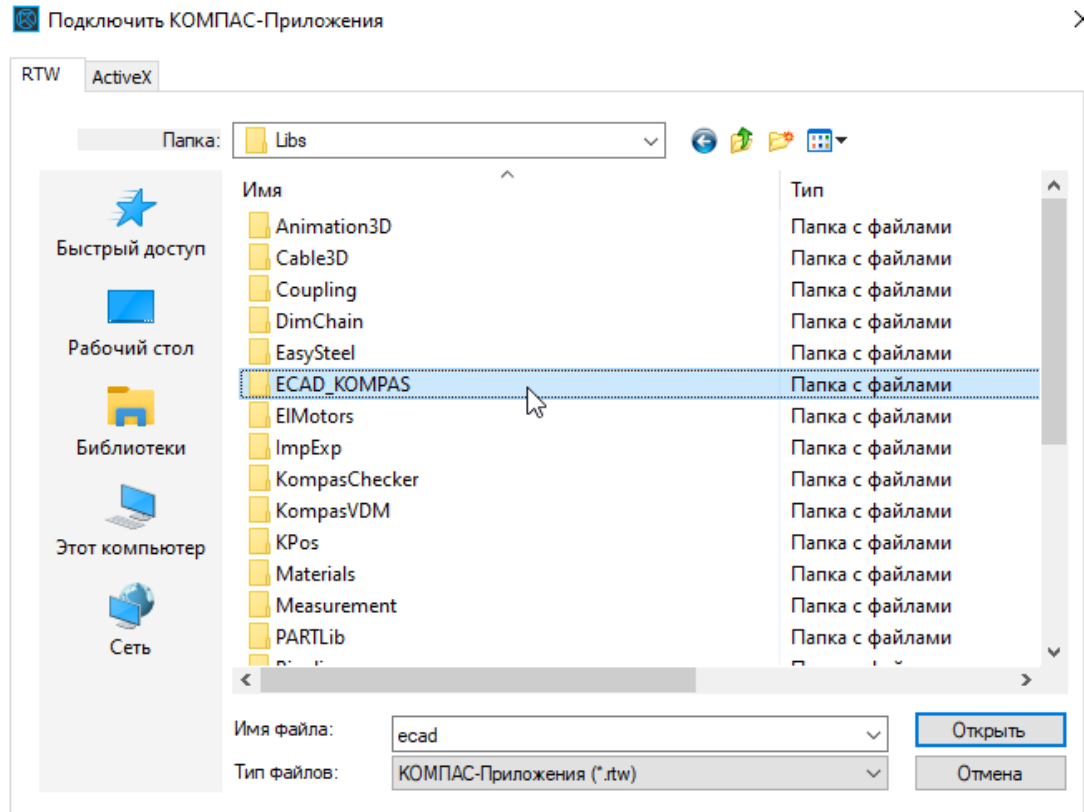 Подключить КОМПАС-Приложения
RTW ActiveX
Папка: Libs
Имя Тип
Быстрый доступ
Рабочий стол
Библиотеки
Этот компьютер
Сеть
Animation3D Папка с файлами
Cable3D Папка с файлами
Coupling Папка с файлами
DimChain Папка с файлами
EasySteel Папка с файлами
ECAD_KOMPAS Папка с файлами
ElMotors Папка с файлами
ImpExp Папка с файлами
KompasChecker Папка с файлами
KompasVDM Папка с файлами
KPos Папка с файлами
Materials Папка с файлами
Measurement Папка с файлами
PARTLib Папка с файлами
Имя файла: ecad Открыть
Тип файлов: КОМПАС-Приложения (*.rtw) Отмена